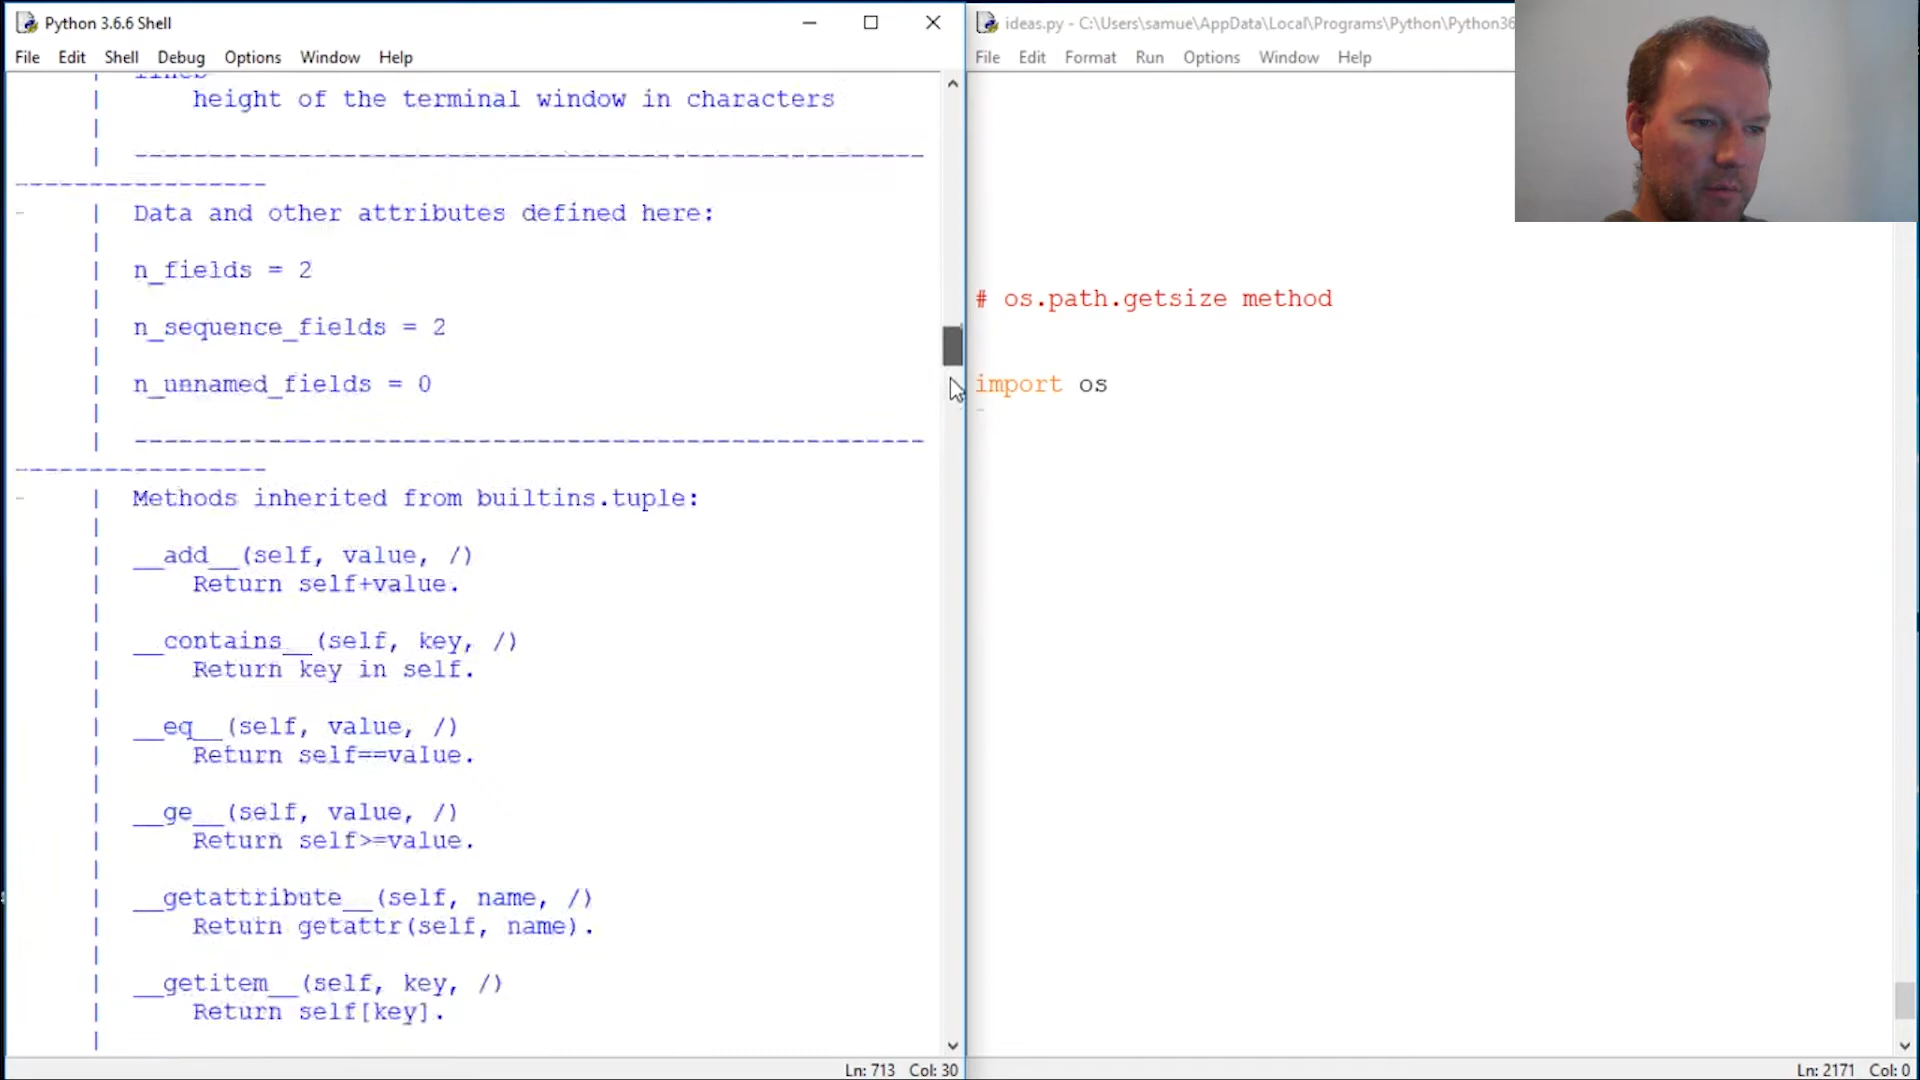 Python 3.6.6 Shell
File Edit Shell Debug Options Window Help
lines
| height of the terminal window in characters
|
| ----------------------------------------------------------------------
| Data and other attributes defined here:
|
| n_fields = 2
|
| n_sequence_fields = 2
|
| n_unnamed_fields = 0
|
| ----------------------------------------------------------------------
| Methods inherited from builtins.tuple:
|
| __add__(self, value, /)
| Return self+value.
|
| __contains__(self, key, /)
| Return key in self.
|
| __eq__(self, value, /)
| Return self==value.
|
| __ge__(self, value, /)
| Return self>=value.
|
| __getattribute__(self, name, /)
| Return getattr(self, name).
|
| __getitem__(self, key, /)
| Return self[key].
|
Ln: 713 Col: 30
ideas.py - C:\Users\samue\AppData\Local\Programs\Python\Python36
File Edit Format Run Options Window Help
# os.path.getsize method
import os
Ln: 2171 Col: 0